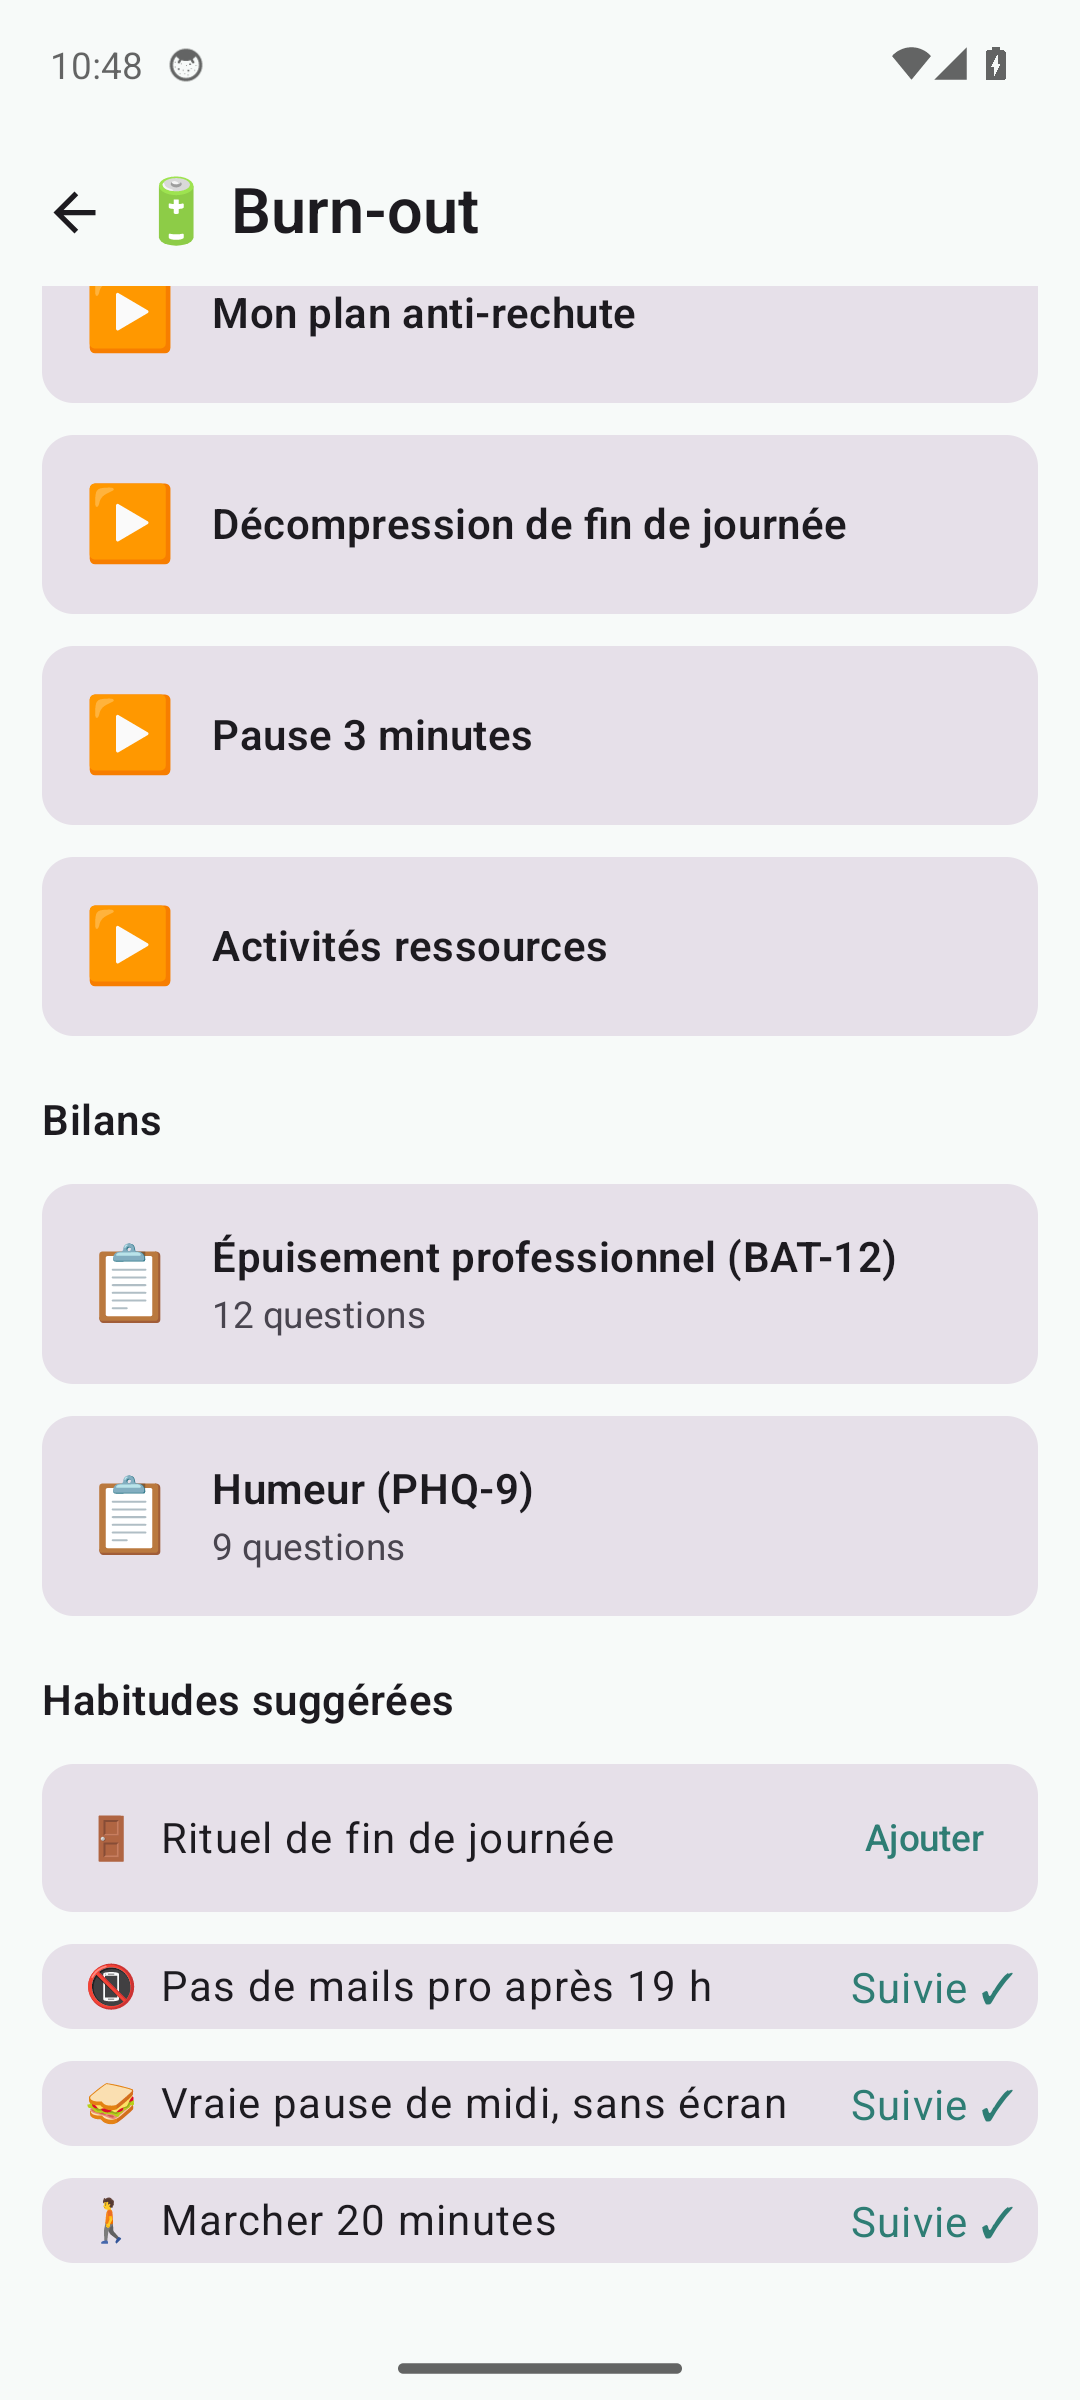 10:48
Burn-out
Mon plan anti-rechute
Décompression de fin de journée
Pause 3 minutes
Activités ressources
Bilans
Épuisement professionnel (BAT-12)
12 questions
Humeur (PHQ-9)
9 questions
Habitudes suggérées
Rituel de fin de journée Ajouter
Pas de mails pro après 19 h Suivie ✓
Vraie pause de midi, sans écran Suivie ✓
Marcher 20 minutes Suivie ✓